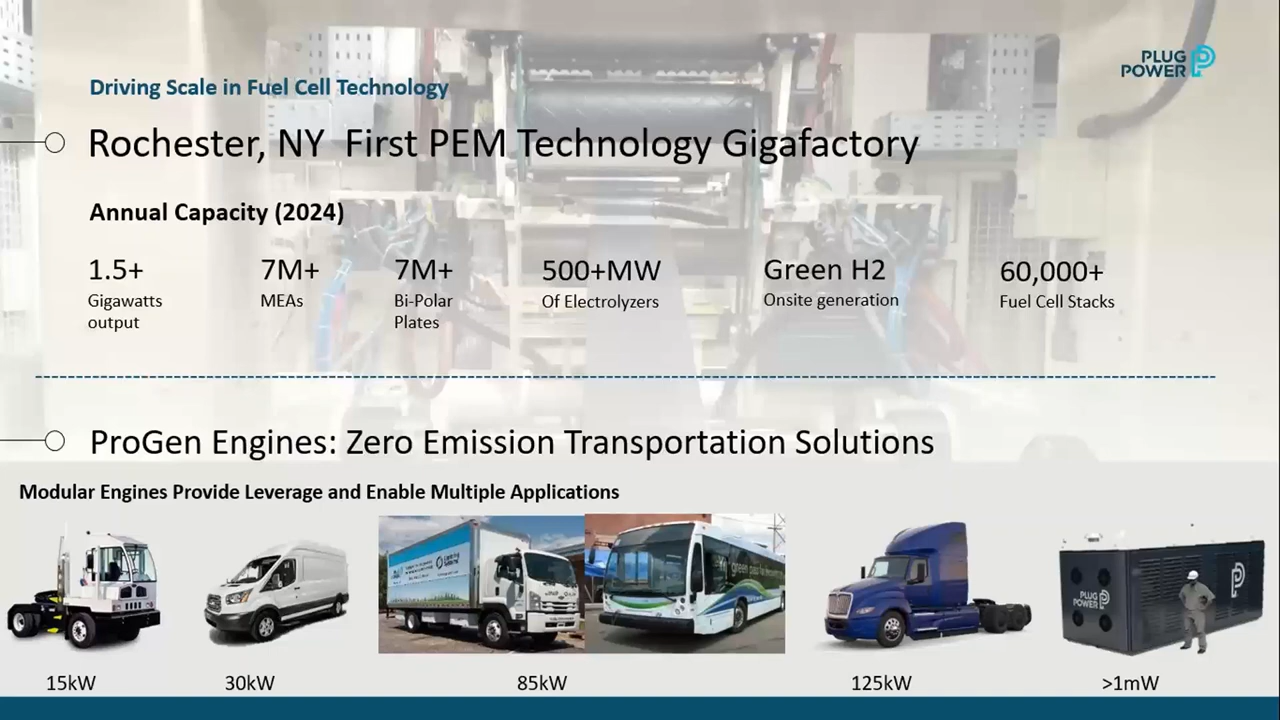 PLUG
POWER
Driving Scale in Fuel Cell Technology
Rochester, NY First PEM Technology Gigafactory
Annual Capacity (2024)
1.5+
Gigawatts
output
7M+
MEAs
7M+
Bi-Polar
Plates
500+MW
Of Electrolyzers
Green H2
Onsite generation
60,000+
Fuel Cell Stacks
ProGen Engines: Zero Emission Transportation Solutions
Modular Engines Provide Leverage and Enable Multiple Applications
PLUG
POWER
15kW
30kW
85kW
125kW
>1mW